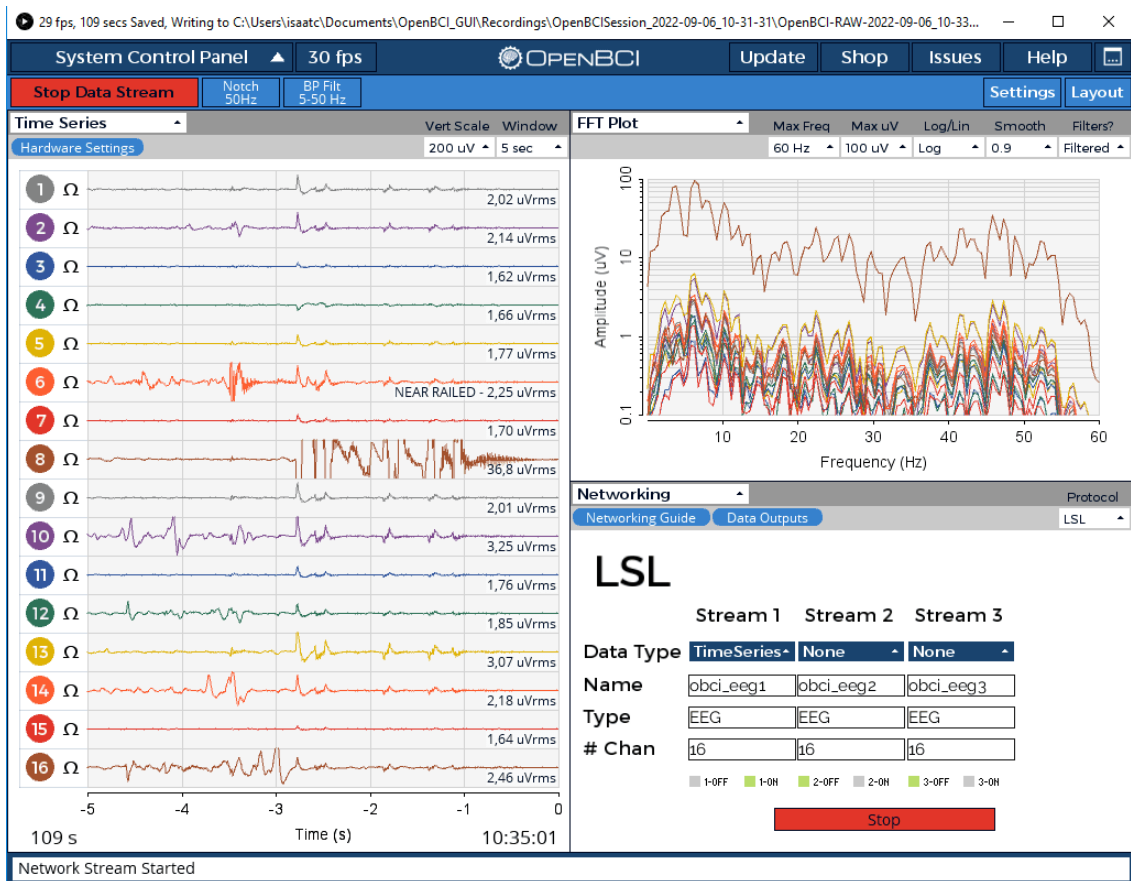 29 fps, 109 secs Saved, Writing to C:\Users\isaatc\Documents\OpenBCI_GUI\Recordings\OpenBCISession_2022-09-06_10-31-31\OpenBCI-RAW-2022-09-06_10-33...
System Control Panel 30 fps OPENBCI Update Shop Issues Help
Stop Data Stream Notch 50Hz BP Filt 5-50 Hz Settings Layout
Time Series Vert Scale Window
Hardware Settings 200 uV 5 sec
1 Ω 2,02 uVrms
2 Ω 2,14 uVrms
3 Ω 1,62 uVrms
4 Ω 1,66 uVrms
5 Ω 1,77 uVrms
6 Ω NEAR RAILED - 2,25 uVrms
7 Ω 1,70 uVrms
8 Ω 36,8 uVrms
9 Ω 2,01 uVrms
10 Ω 3,25 uVrms
11 Ω 1,76 uVrms
12 Ω 1,85 uVrms
13 Ω 3,07 uVrms
14 Ω 2,18 uVrms
15 Ω 1,64 uVrms
16 Ω 2,46 uVrms
-5 -4 -3 -2 -1 0
Time (s)
109 s 10:35:01
FFT Plot Max Freq Max uV Log/Lin Smooth Filters?
60 Hz 100 uV Log 0.9 Filtered
Amplitude (uV)
100
10
1
0.1
10 20 30 40 50 60
Frequency (Hz)
Networking Protocol
Networking Guide Data Outputs LSL
LSL
Stream 1 Stream 2 Stream 3
Data Type TimeSeries None None
Name obci_eeg1 obci_eeg2 obci_eeg3
Type EEG EEG EEG
# Chan 16 16 16
1-OFF 1-ON 2-OFF 2-ON 3-OFF 3-ON
Stop
Network Stream Started